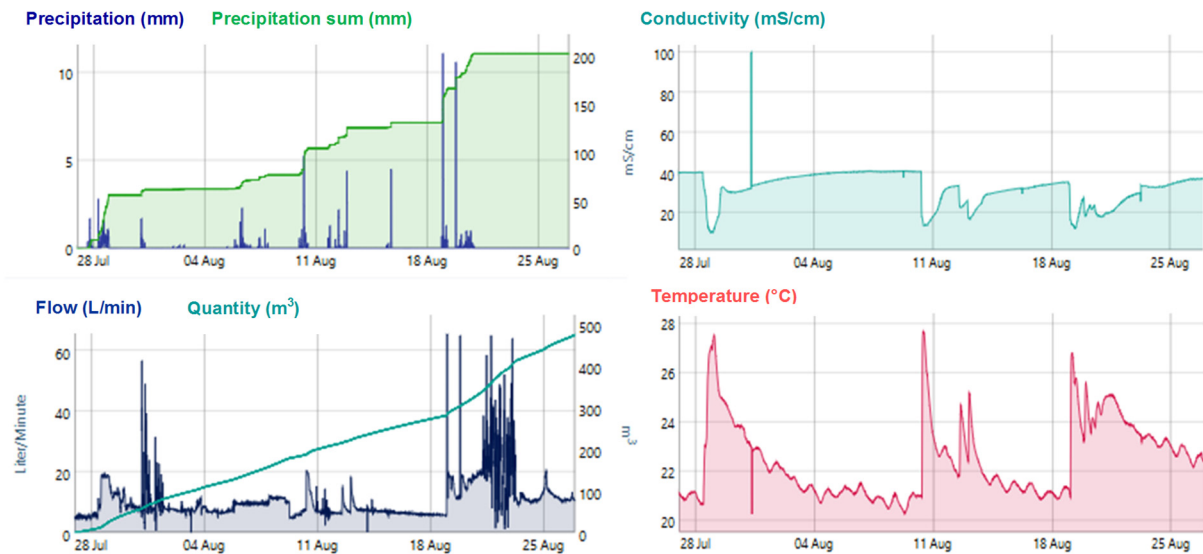 Precipitation (mm) Precipitation sum (mm)
10
5
0
200
150
100
50
0
28 Jul 04 Aug 11 Aug 18 Aug 25 Aug
Conductivity (mS/cm)
mS/cm
100
80
60
40
20
28 Jul 04 Aug 11 Aug 18 Aug 25 Aug
Flow (L/min) Quantity (m³)
Liter/Minute
60
40
20
0
500
400
300
200
100
0
m³
28 Jul 04 Aug 11 Aug 18 Aug 25 Aug
Temperature (°C)
28
26
24
22
20
28 Jul 04 Aug 11 Aug 18 Aug 25 Aug